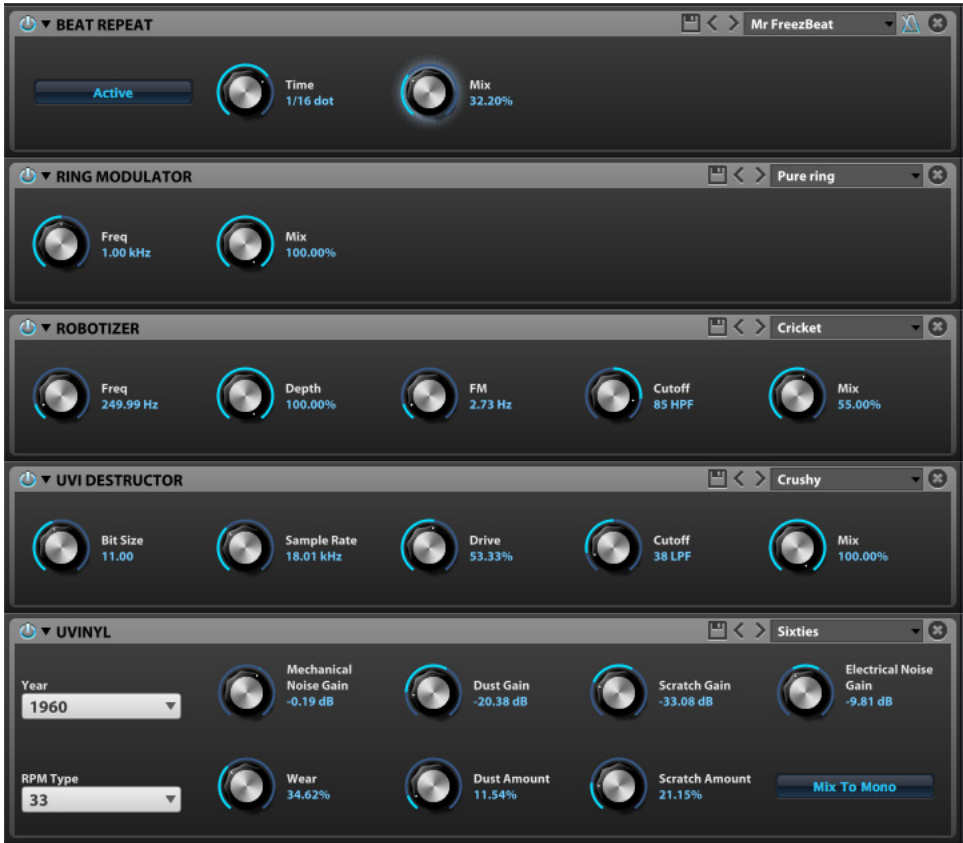 BEAT REPEAT
Mr FreezBeat
Active
Time
1/16 dot
Mix
32.20%
RING MODULATOR
Pure ring
Freq
1.00 kHz
Mix
100.00%
ROBOTIZER
Cricket
Freq
249.99 Hz
Depth
100.00%
FM
2.73 Hz
Cutoff
85 HPF
Mix
55.00%
UVI DESTRUCTOR
Crushy
Bit Size
11.00
Sample Rate
18.01 kHz
Drive
53.33%
Cutoff
38 LPF
Mix
100.00%
UVINYL
Sixties
Year
1960
Mechanical
Noise Gain
-0.19 dB
Dust Gain
-20.38 dB
Scratch Gain
-33.08 dB
Electrical Noise
Gain
-9.81 dB
RPM Type
33
Wear
34.62%
Dust Amount
11.54%
Scratch Amount
21.15%
Mix To Mono